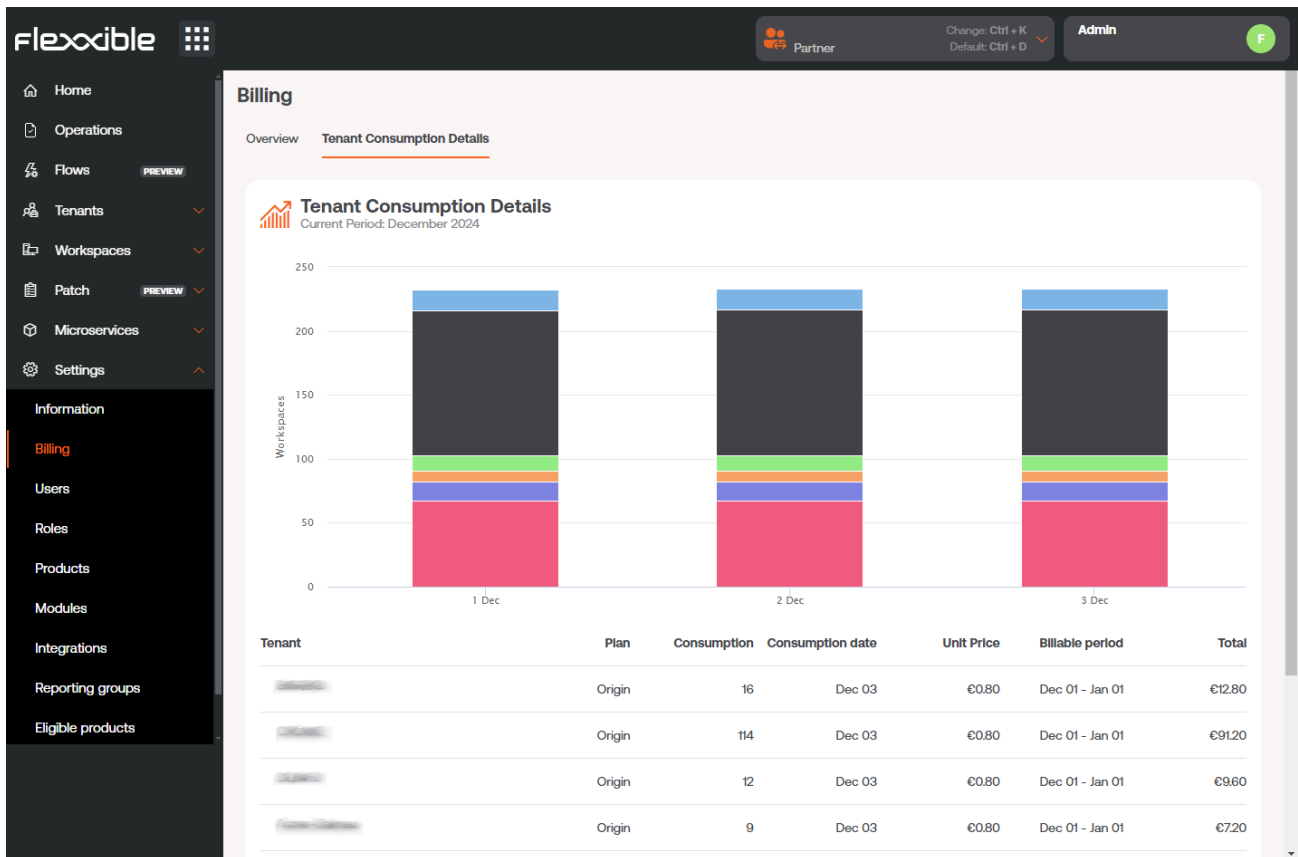 Flexxible
Partner
Change: Ctrl + K
Default: Ctrl + D
Admin
F
Home
Operations
Flows PREVIEW
Tenants
Workspaces
Patch PREVIEW
Microservices
Settings
Information
Billing
Users
Roles
Products
Modules
Integrations
Reporting groups
Eligible products
Billing
Overview Tenant Consumption Details
Tenant Consumption Details
Current Period: December 2024
250
200
150
100
50
0
Workspaces
1 Dec 2 Dec 3 Dec
Tenant Plan Consumption Consumption date Unit Price Billable period Total
Origin 16 Dec 03 €0.80 Dec 01 - Jan 01 €12.80
Origin 114 Dec 03 €0.80 Dec 01 - Jan 01 €91.20
Origin 12 Dec 03 €0.80 Dec 01 - Jan 01 €9.60
Origin 9 Dec 03 €0.80 Dec 01 - Jan 01 €7.20